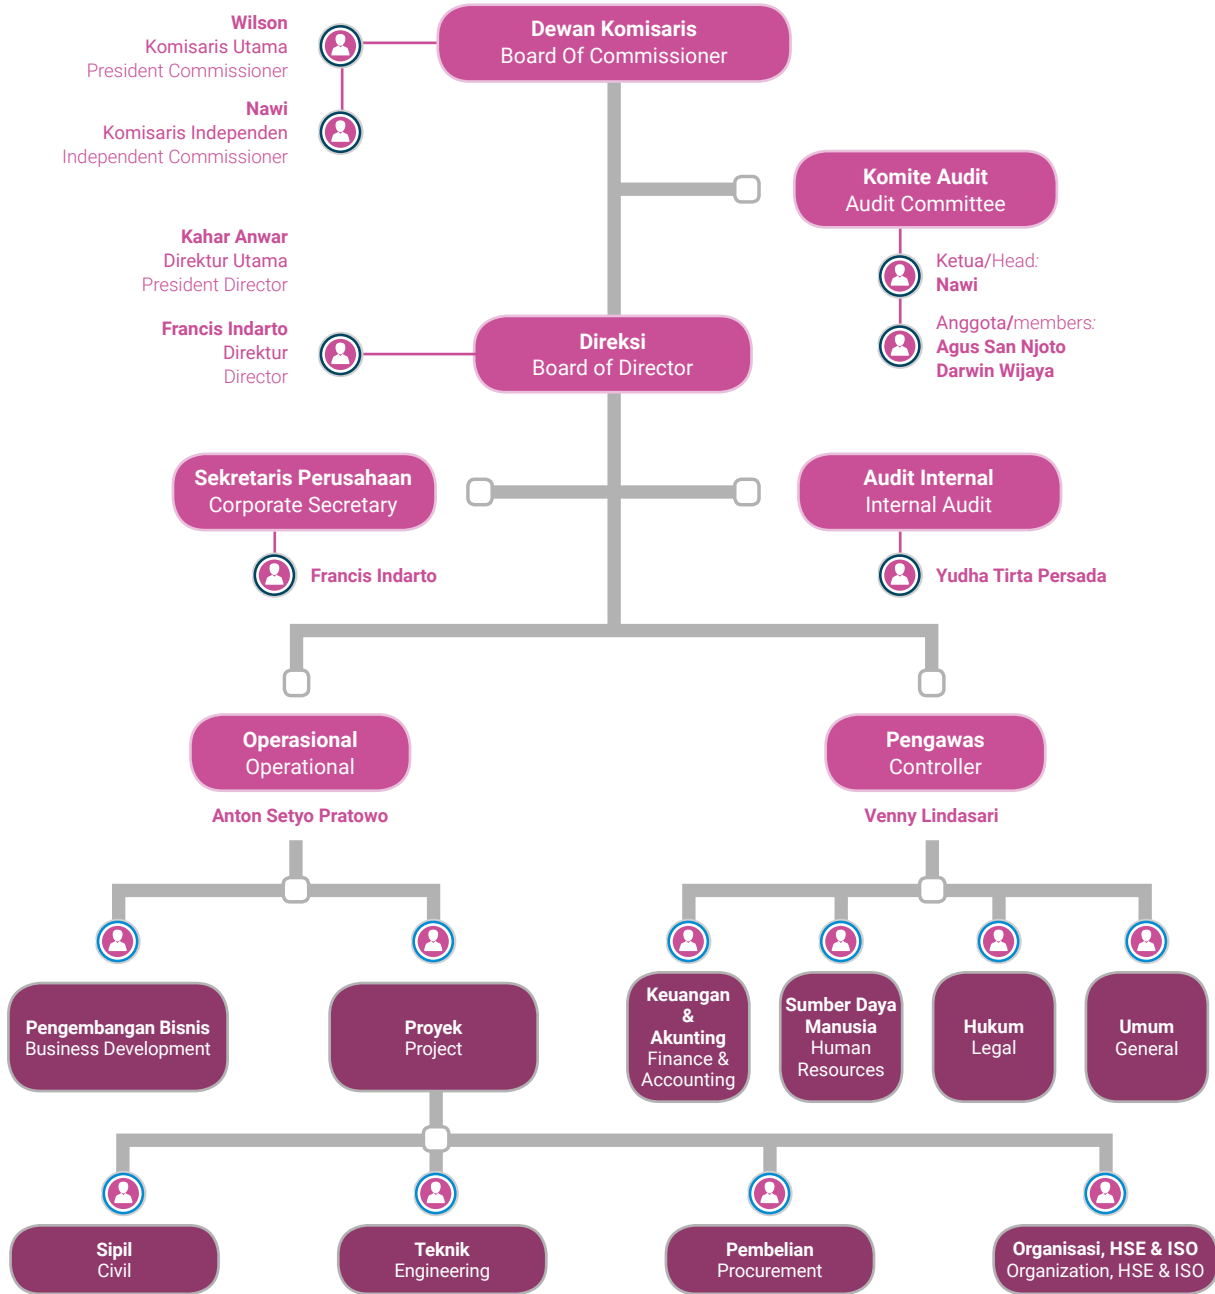 Wilson
Komisaris Utama
President Commissioner
Dewan Komisaris
Board Of Commissioner
Nawi
Komisaris Independen
Independent Commissioner
Komite Audit
Audit Committee
Ketua/Head:
Nawi
Anggota/members:
Agus San Njoto
Darwin Wijaya
Kahar Anwar
Direktur Utama
President Director
Francis Indarto
Direktur
Director
Direksi
Board of Director
Sekretaris Perusahaan
Corporate Secretary
Francis Indarto
Audit Internal
Internal Audit
Yudha Tirta Persada
Operasional
Operational
Anton Setyo Pratowo
Pengawas
Controller
Venny Lindasari
Pengembangan Bisnis
Business Development
Proyek
Project
Keuangan
&
Akunting
Finance &
Accounting
Sumber Daya
Manusia
Human
Resources
Hukum
Legal
Umum
General
Sipil
Civil
Teknik
Engineering
Pembelian
Procurement
Organisasi, HSE & ISO
Organization, HSE & ISO